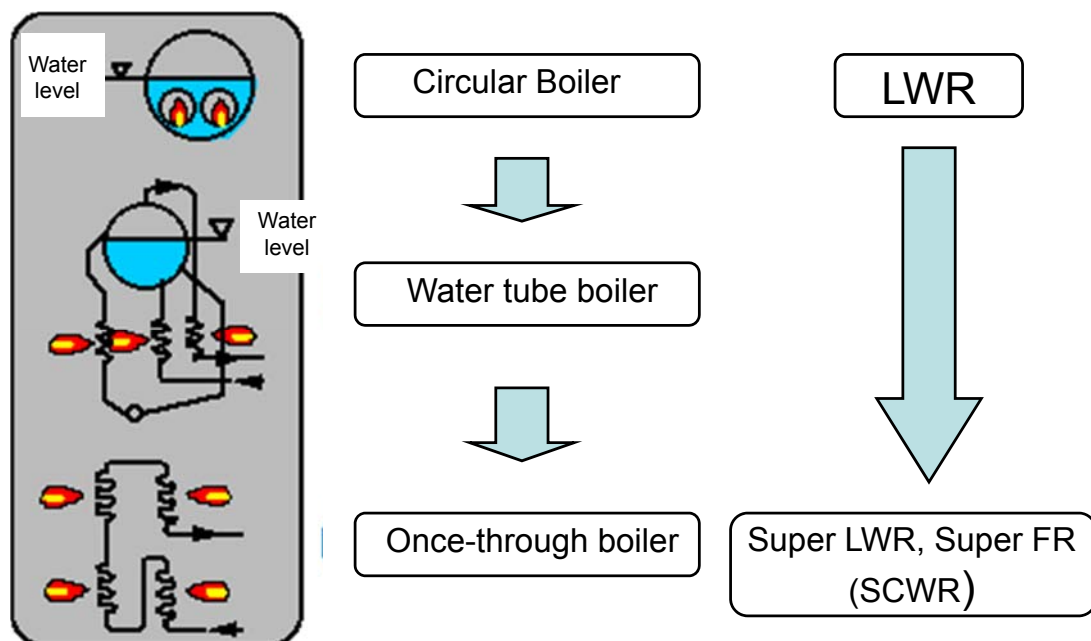 Water
level
Circular Boiler
LWR
Water
level
Water tube boiler
Once-through boiler
Super LWR, Super FR
(SCWR)